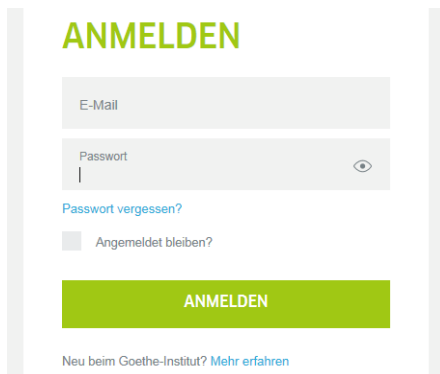 ANMELDEN
E-Mail
Passwort
Passwort vergessen?
Angemeldet bleiben?
ANMELDEN
Neu beim Goethe-Institut? Mehr erfahren